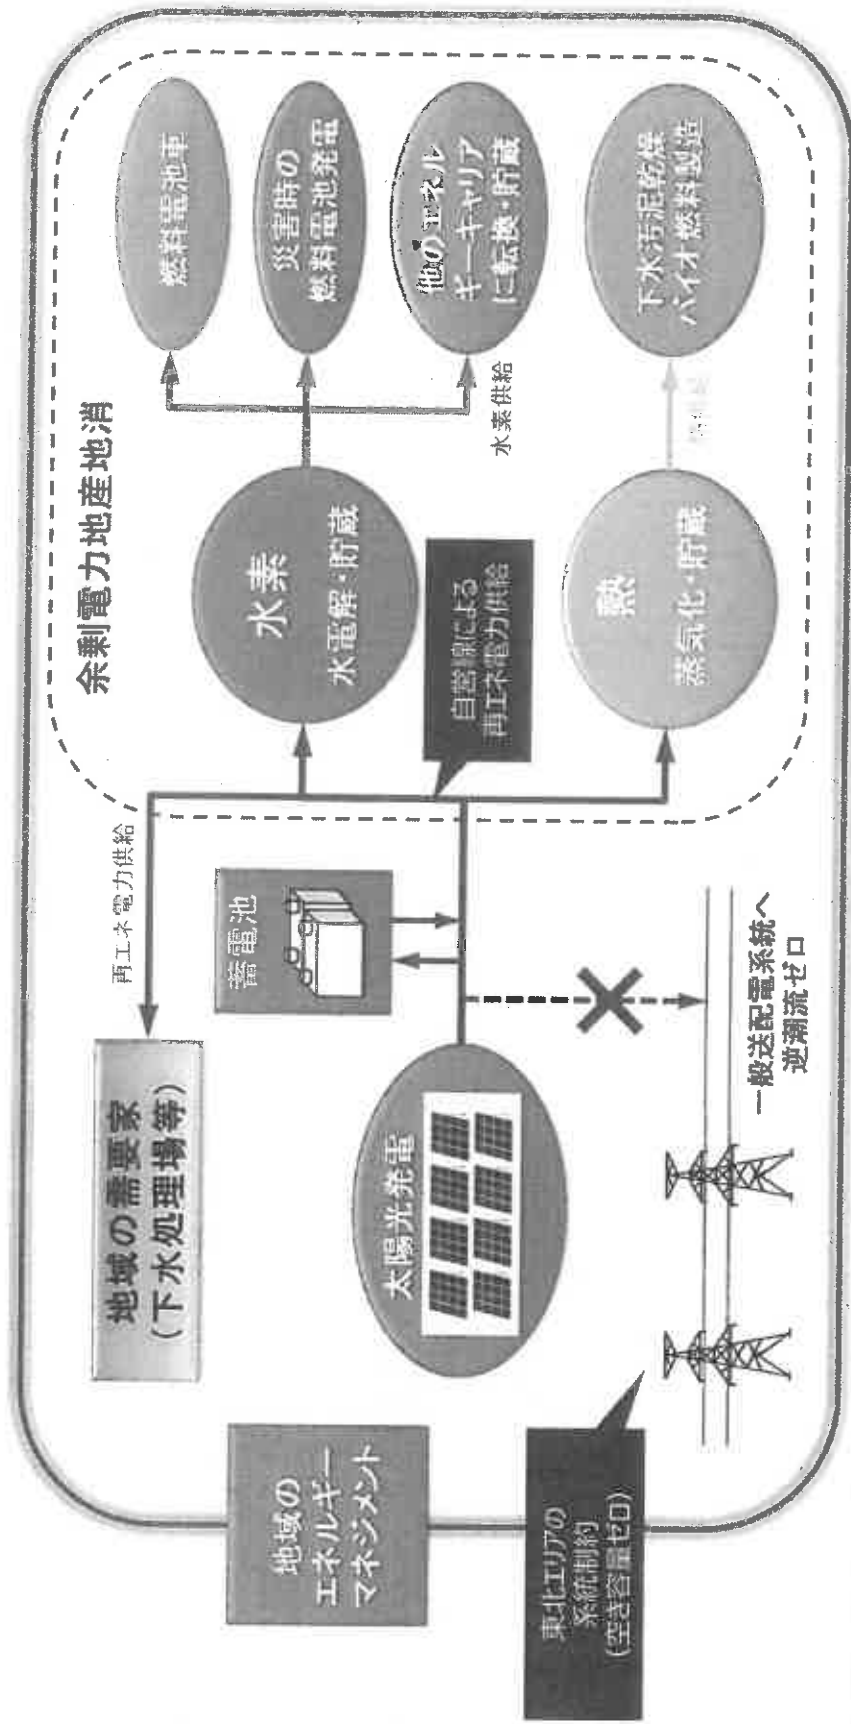 地域の
エネルギー
マネジメント
東北エリアの
系統制約
(空き容量ゼロ)
地域の需要家
(下水処理場等)
再エネ電力供給
太陽光発電
蓄電池
一般送配電系統へ
逆潮流ゼロ
余剰電力地産消
水素
水電解・貯蔵
自営線による
再エネ電力供給
熱
蒸気化・貯蔵
水素供給
燃料電池車
災害時の
燃料電池発電
他のエネル
ギーキャリア
に転換・貯蔵
下水汚泥乾燥
バイオ燃料製造